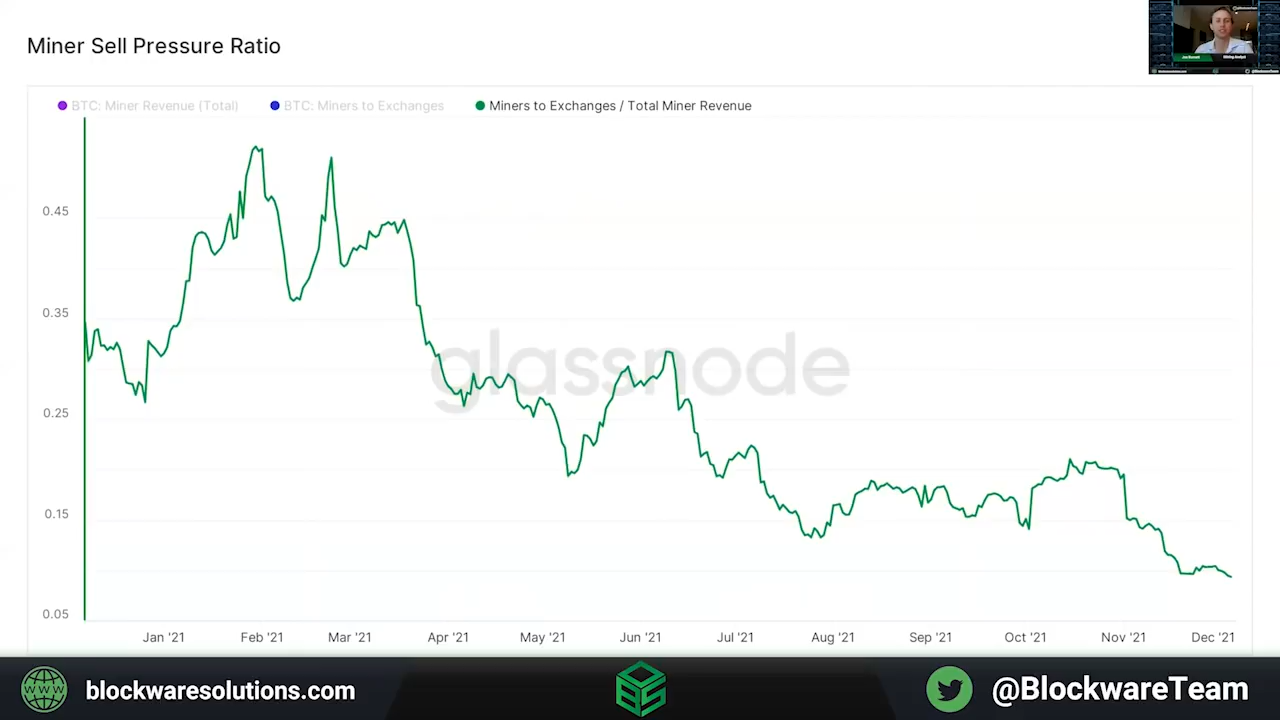 Miner Sell Pressure Ratio
BTC: Miner Revenue (Total) BTC: Miners to Exchanges Miners to Exchanges / Total Miner Revenue
0.45
0.35
0.25
0.15
0.05
glassnode
Jan '21 Feb '21 Mar '21 Apr '21 May '21 Jun '21 Jul '21 Aug '21 Sep '21 Oct '21 Nov '21 Dec '21
WWW blockwaresolutions.com @BlockwareTeam